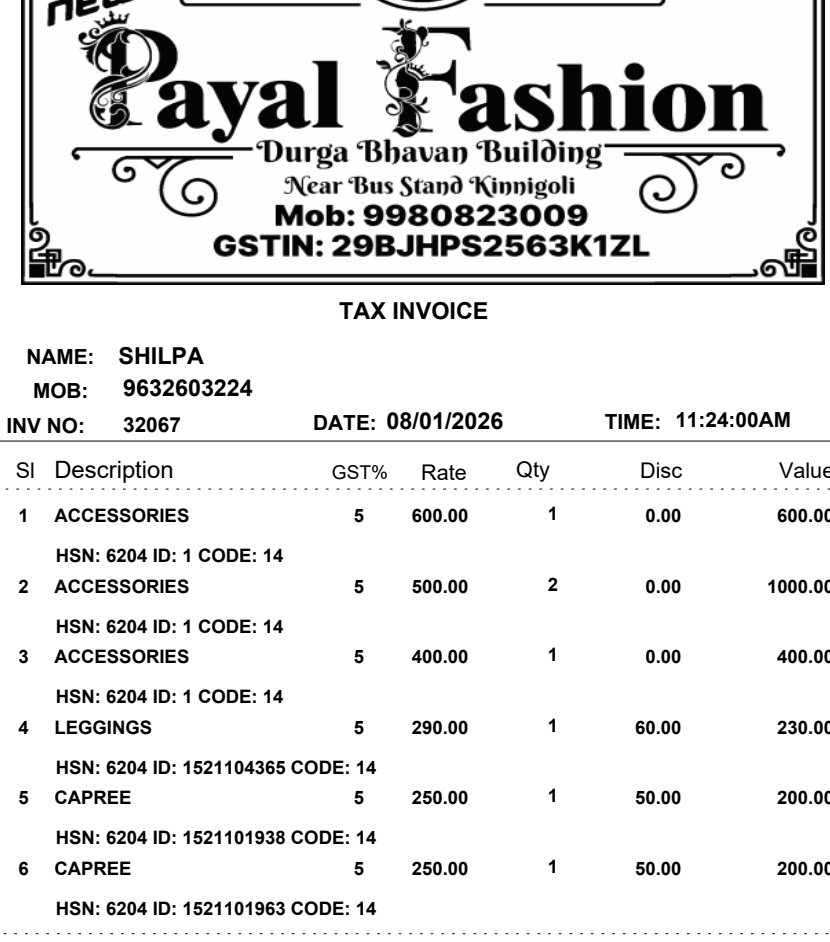 new
Payal Fashion
Durga Bhavan Building
Near Bus Stand Kinnigoli
Mob: 9980823009
GSTIN: 29BJHPS2563K1ZL
TAX INVOICE
NAME: SHILPA
MOB: 9632603224
INV NO: 32067 DATE: 08/01/2026 TIME: 11:24:00AM
Sl Description GST% Rate Qty Disc Value
1 ACCESSORIES 5 600.00 1 0.00 600.00
HSN: 6204 ID: 1 CODE: 14
2 ACCESSORIES 5 500.00 2 0.00 1000.00
HSN: 6204 ID: 1 CODE: 14
3 ACCESSORIES 5 400.00 1 0.00 400.00
HSN: 6204 ID: 1 CODE: 14
4 LEGGINGS 5 290.00 1 60.00 230.00
HSN: 6204 ID: 1521104365 CODE: 14
5 CAPREE 5 250.00 1 50.00 200.00
HSN: 6204 ID: 1521101938 CODE: 14
6 CAPREE 5 250.00 1 50.00 200.00
HSN: 6204 ID: 1521101963 CODE: 14